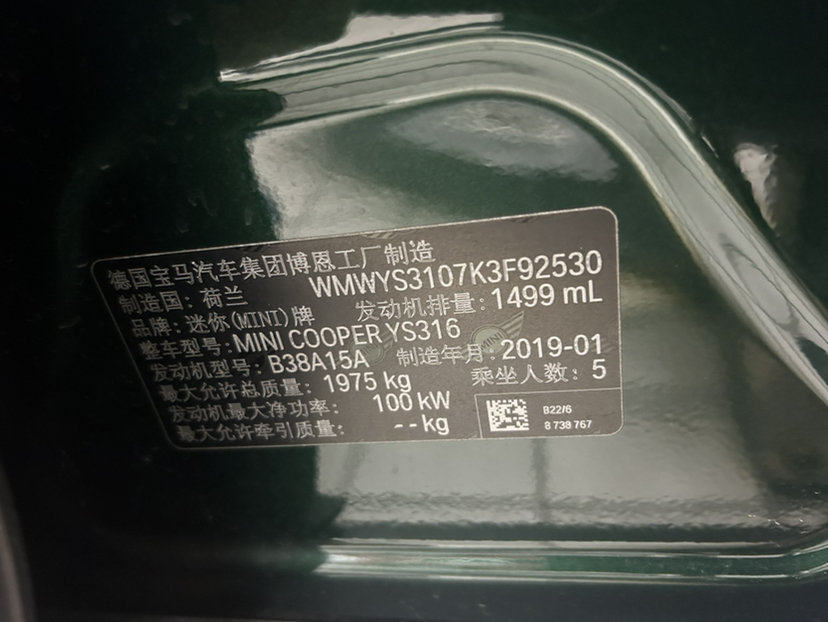 德国宝马汽车集团博恩工厂制造
制造国: 荷兰 WMWYS3107K3F92530
品牌: 迷你(MINI)牌 发动机排量: 1499 mL
整车型号: MINI COOPER YS316
发动机型号: B38A15A 制造年月: 2019-01
最大允许总质量: 1975 kg 乘坐人数: 5
发动机最大净功率: 100 kW
最大允许牵引质量: --kg
B22/6
8 738 767